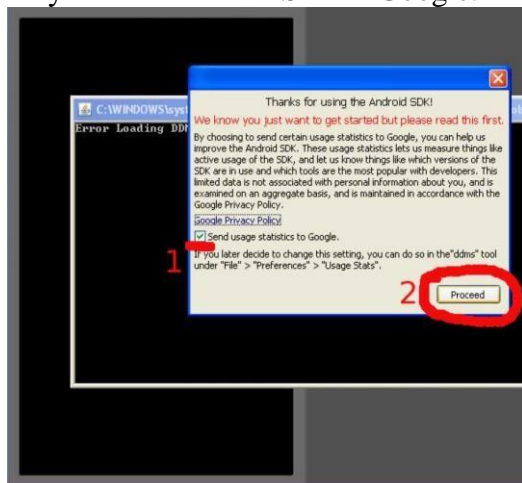 C:\WINDOWS\syst
Error Loading DDM
Thanks for using the Android SDK!
We know you just want to get started but please read this first.
By choosing to send certain usage statistics to Google, you can help us
improve the Android SDK. These usage statistics lets us measure things like
active usage of the SDK, and let us know things like which versions of the
SDK are in use and which tools are the most popular with developers. This
limited data is not associated with personal information about you, and is
examined on an aggregate basis, and is maintained in accordance with the
Google Privacy Policy.
Google Privacy Policy
Send usage statistics to Google.
1
If you later decide to change this setting, you can do so in the"ddms" tool
under "File" > "Preferences" > "Usage Stats".
2
Proceed